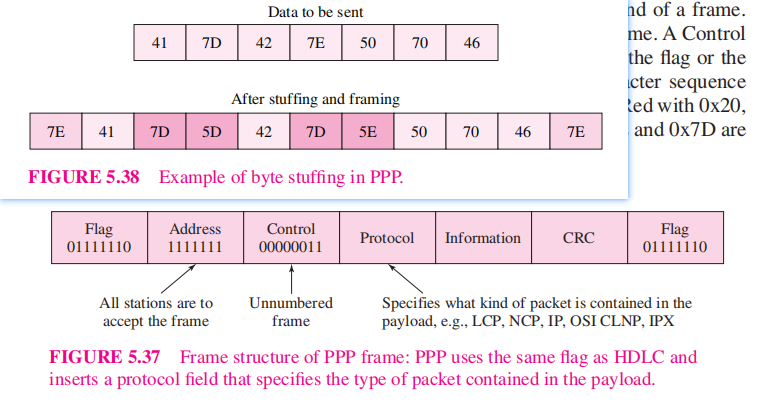 Data to be sent
41 7D 42 7E 50 70 46
After stuffing and framing
7E 41 7D 5D 42 7D 5E 50 70 46 7E
FIGURE 5.38 Example of byte stuffing in PPP.
of a frame.
A Control
the flag or the
sequence
with 0x20,
and 0x7D are
Flag Address Control Protocol Information CRC Flag
01111110 1111111 00000011 01111110
All stations are to Unnumbered Specifies what kind of packet is contained in the
accept the frame frame payload, e.g., LCP, NCP, IP, OSI CLNP, IPX
FIGURE 5.37 Frame structure of PPP frame: PPP uses the same flag as HDLC and
inserts a protocol field that specifies the type of packet contained in the payload.